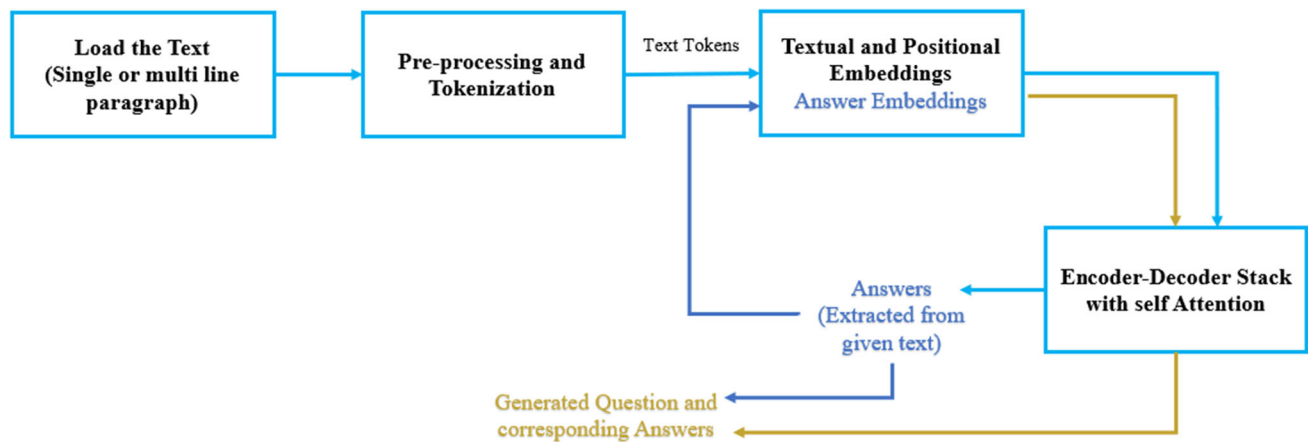 Load the Text
(Single or multi line
paragraph)
Pre-processing and
Tokenization
Text Tokens
Textual and Positional
Embeddings
Answer Embeddings
Encoder-Decoder Stack
with self Attention
Answers
(Extracted from
given text)
Generated Question and
corresponding Answers